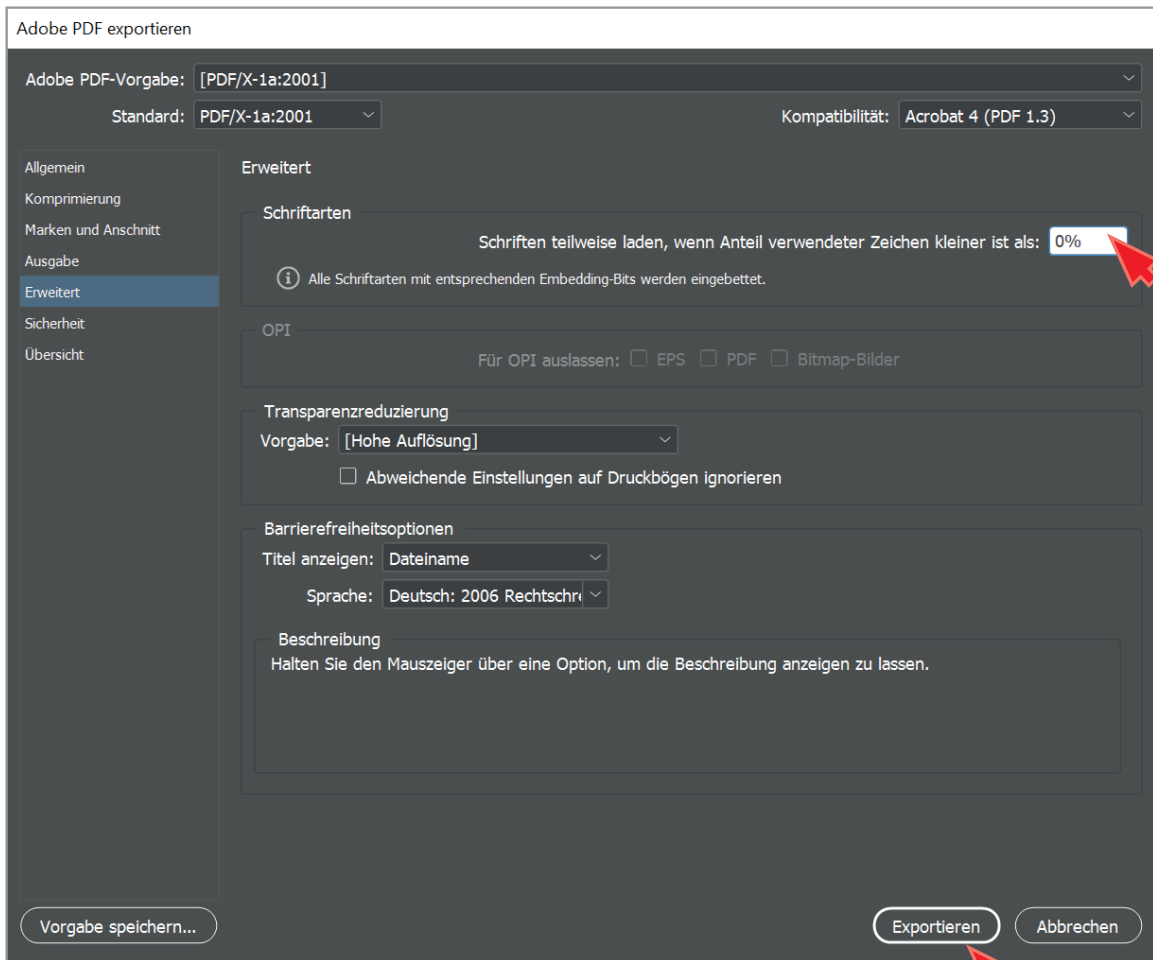 Adobe PDF exportieren
Adobe PDF-Vorgabe: [PDF/X-1a:2001]
Standard: PDF/X-1a:2001 Kompatibilität: Acrobat 4 (PDF 1.3)
Allgemein
Komprimierung
Marken und Anschnitt
Ausgabe
Erweitert
Sicherheit
Übersicht
Erweitert
Schriftarten
Schriften teilweise laden, wenn Anteil verwendeter Zeichen kleiner ist als: 0%
Alle Schriftarten mit entsprechenden Embedding-Bits werden eingebettet.
OPI
Für OPI auslassen: EPS PDF Bitmap-Bilder
Transparenzreduzierung
Vorgabe: [Hohe Auflösung]
Abweichende Einstellungen auf Druckbögen ignorieren
Barrierefreiheitsoptionen
Titel anzeigen: Dateiname
Sprache: Deutsch: 2006 Rechtschre
Beschreibung
Halten Sie den Mauszeiger über eine Option, um die Beschreibung anzeigen zu lassen.
Vorgabe speichern... Exportieren Abbrechen